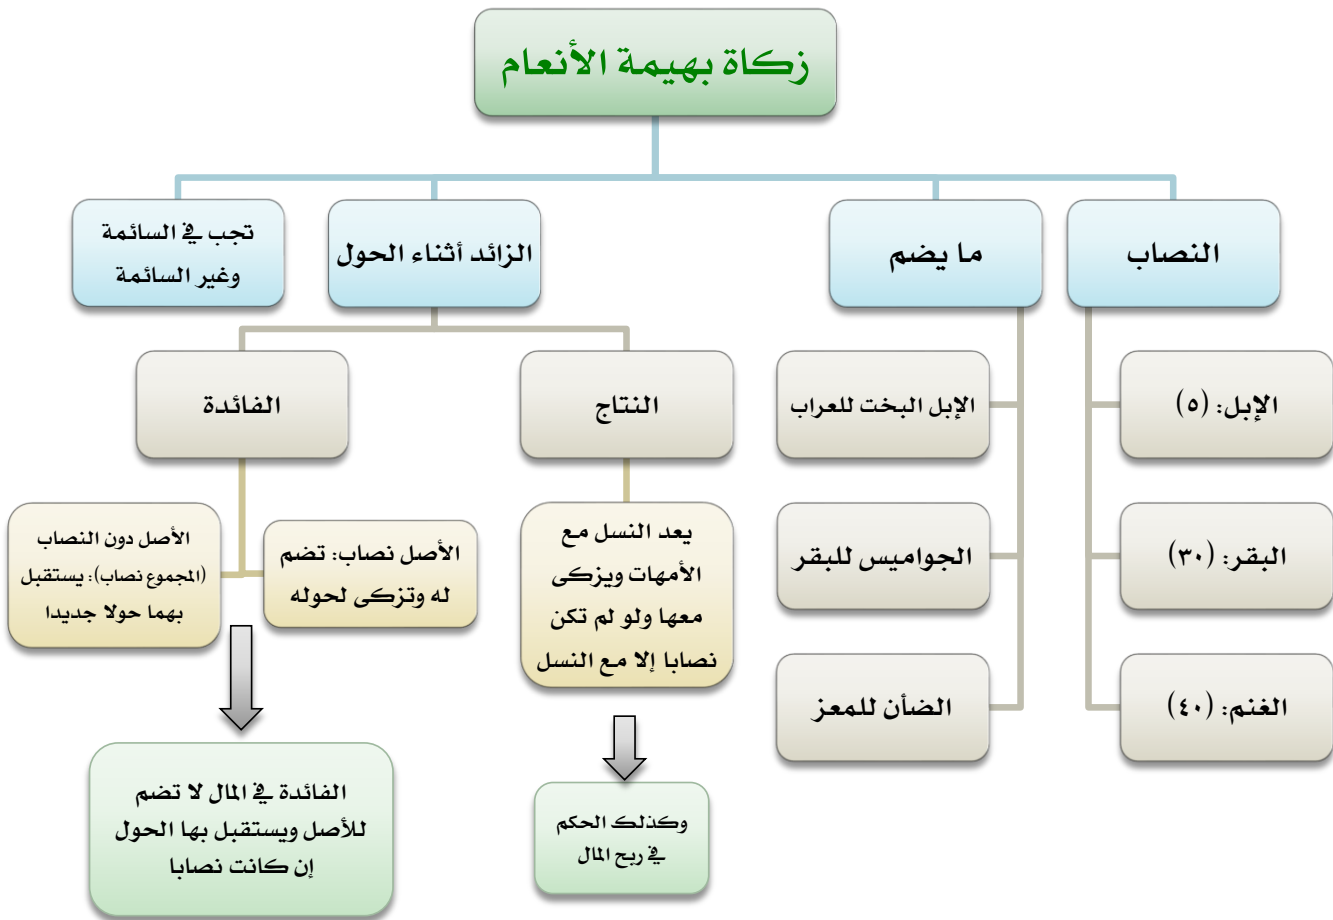 زكاة بهيمة الأنعام
النصاب
ما يضم
الزائد أثناء الحول
تجب في السائمة
وغير السائمة
الإبل: (٥)
البقر: (٣٠)
الغنم: (٤٠)
الإبل البخت للعراب
الجواميس للبقر
الضأن للمعز
النتاج
يعد النسل مع
الأمهات ويزكى
معها ولو لم تكن
نصابا إلا مع النسل
وكذلك الحكم
في ربح المال
الفائدة
الأصل نصاب: تضم
له وتزكى لحوله
الأصل دون النصاب
(المجموع نصاب): يستقبل
بهما حولا جديدا
الفائدة في المال لا تضم
للأصل ويستقبل بها الحول
إن كانت نصابا